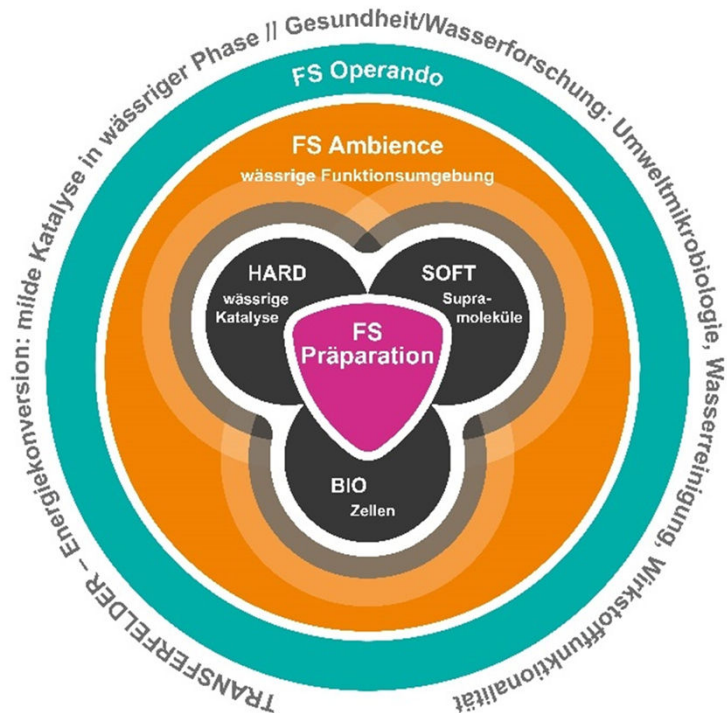 TRANSFERFELDER – Energiekonversion: milde Katalyse in wässriger Phase // Gesundheit/Wasserforschung: Umweltmikrobiologie, Wasserreinigung, Wirkstofffunktionalität
FS Operando
FS Ambience
wässrige Funktionsumgebung
HARD
wässrige
Katalyse
SOFT
Supra-
moleküle
FS
Präparation
BIO
Zellen